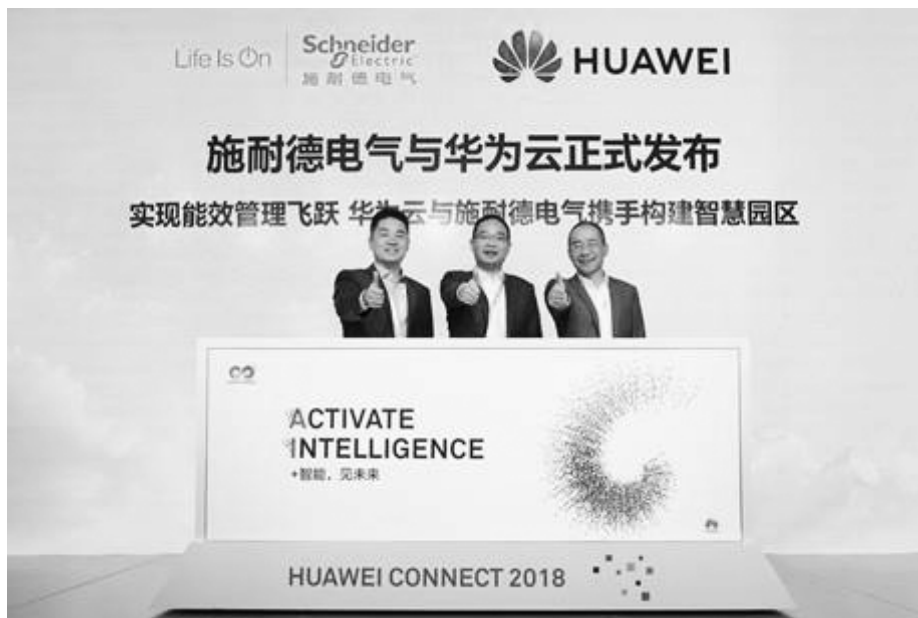 Life Is On
Schneider
Electric
施耐德电气
HUAWEI
施耐德电气与华为云正式发布
实现能效管理飞跃 华为云与施耐德电气携手构建智慧园区
ACTIVATE
INTELLIGENCE
+智能，见未来
HUAWEI CONNECT 2018